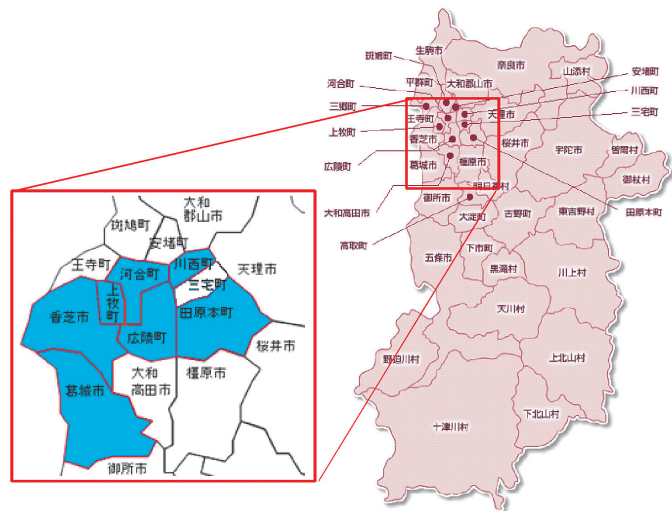 生駒市
斑鳩町
奈良市
山添村
安堵町
河合町
平群町
大和郡山市
川西町
三郷町
王寺町
天理市
三宅町
上牧町
香芝市
桜井市
宇陀市
曽爾村
広陵町
葛城市
橿原市
御杖村
明日香村
御所市
大和高田市
大淀町
吉野町
東吉野村
田原本町
高取町
五條市
下市町
黒滝村
川上村
天川村
野迫川村
上北山村
十津川村
下北山村
大和
郡山市
斑鳩町
安堵町
王寺町
河合町
川西町
天理市
三宅町
上
牧
町
香芝市
田原本町
広陵町
桜井市
大和
高田市
橿原市
葛城市
御所市